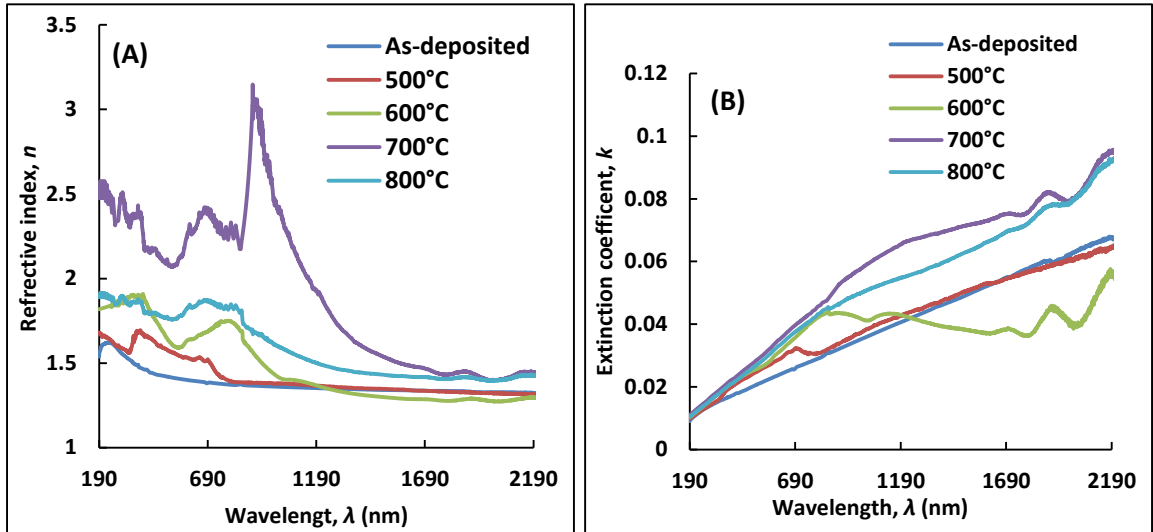 (A)
As-deposited
500°C
600°C
700°C
800°C
3.5
3
2.5
2
1.5
1
Refrective index, n
190
690
1190
1690
2190
Wavelengt, λ (nm)
(B)
As-deposited
500°C
600°C
700°C
800°C
0.12
0.1
0.08
0.06
0.04
0.02
0
Extinction coefficent, k
190
690
1190
1690
2190
Wavelength, λ (nm)